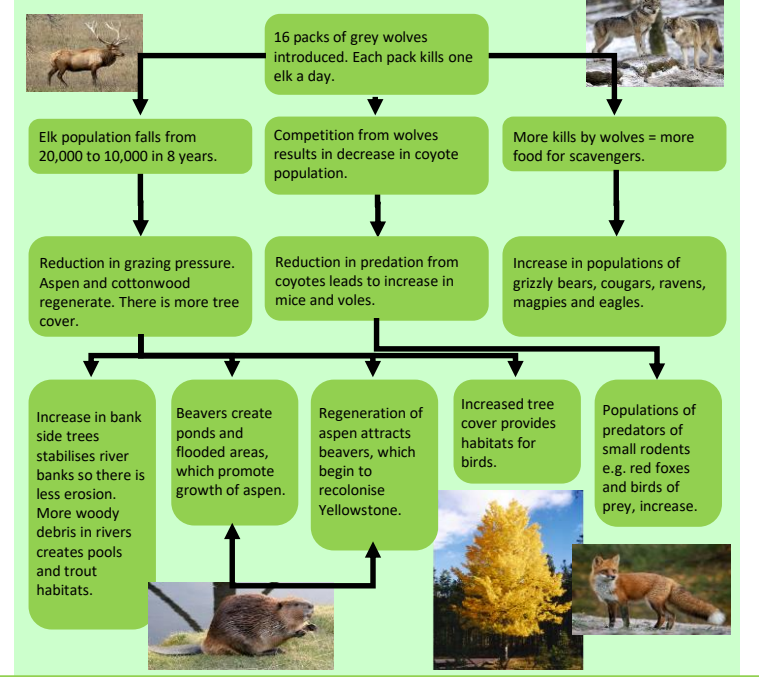 16 packs of grey wolves
introduced. Each pack kills one
elk a day.
Elk population falls from
20,000 to 10,000 in 8 years.
Competition from wolves
results in decrease in coyote
population.
More kills by wolves = more
food for scavengers.
Reduction in grazing pressure.
Aspen and cottonwood
regenerate. There is more tree
cover.
Reduction in predation from
coyotes leads to increase in
mice and voles.
Increase in populations of
grizzly bears, cougars, ravens,
magpies and eagles.
Increase in bank
side trees
stabilises river
banks so there is
less erosion.
More woody
debris in rivers
creates pools
and trout
habitats.
Beavers create
ponds and
flooded areas,
which promote
growth of aspen.
Regeneration of
aspen attracts
beavers, which
begin to
recolonise
Yellowstone.
Increased tree
cover provides
habitats for
birds.
Populations of
predators of
small rodents
e.g. red foxes
and birds of
prey, increase.